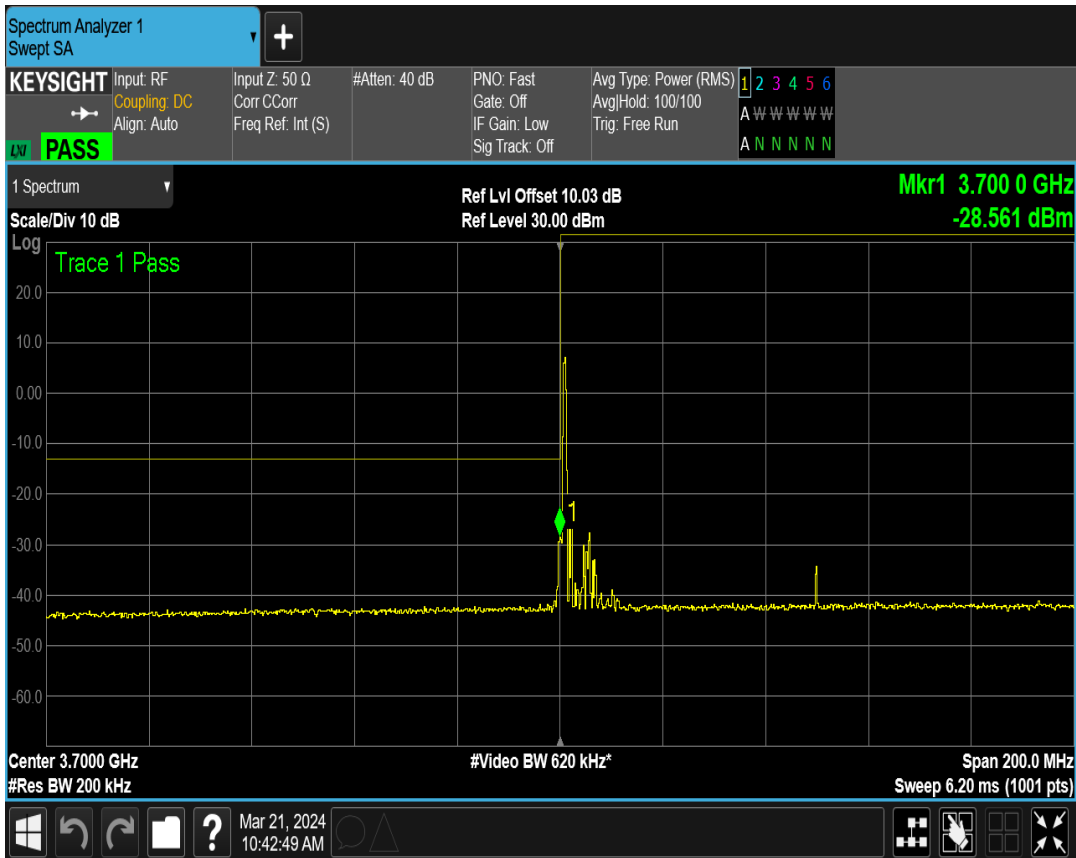 Spectrum Analyzer 1
Swept SA
+
KEYSIGHT
LXI PASS
Input: RF
Coupling: DC
Align: Auto
Input Z: 50 Ω
Corr CCorr
Freq Ref: Int (S)
#Atten: 40 dB
PNO: Fast
Gate: Off
IF Gain: Low
Sig Track: Off
Avg Type: Power (RMS)
Avg|Hold: 100/100
Trig: Free Run
1 2 3 4 5 6
A W W W W W
A N N N N N
1 Spectrum
Scale/Div 10 dB
Log
Ref Lvl Offset 10.03 dB
Ref Level 30.00 dBm
Mkr1 3.700 0 GHz
-28.561 dBm
Trace 1 Pass
20.0
10.0
0.00
-10.0
-20.0
1
-30.0
-40.0
-50.0
-60.0
Center 3.7000 GHz
#Res BW 200 kHz
#Video BW 620 kHz*
Span 200.0 MHz
Sweep 6.20 ms (1001 pts)
?
Mar 21, 2024
10:42:49 AM